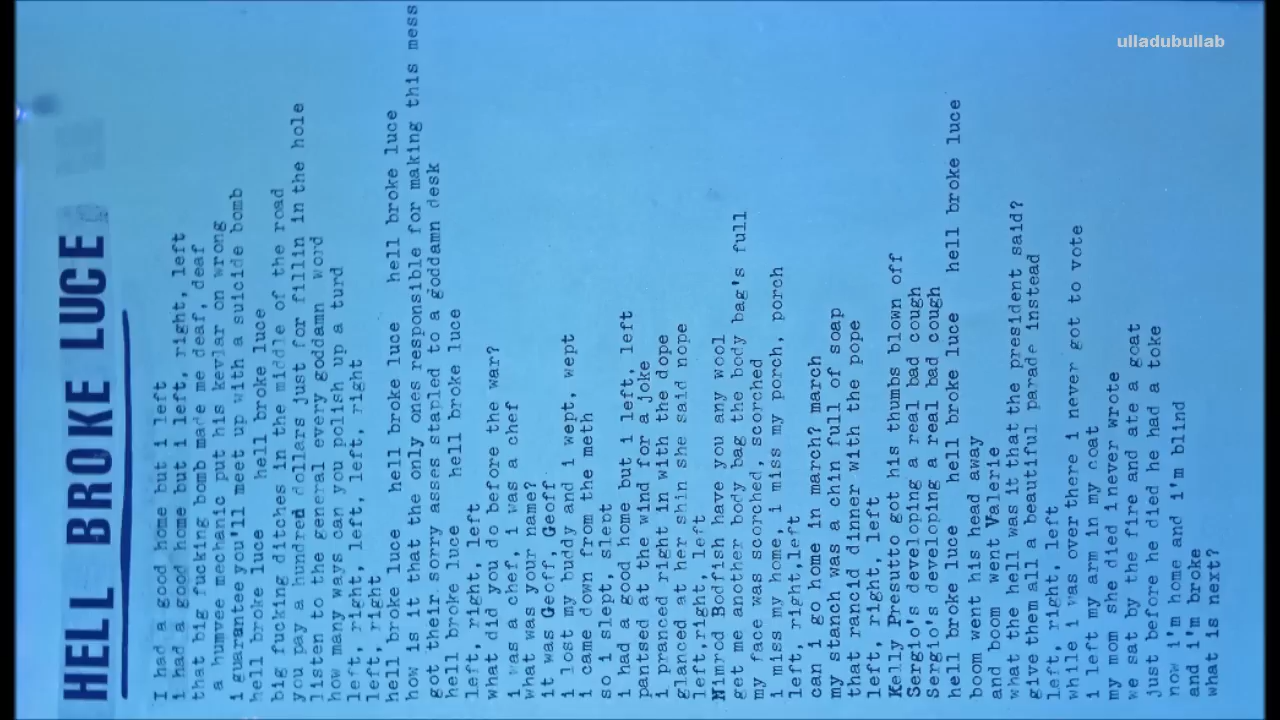 HELL BROKE LUCE
I had a good home but i left
i had a good home but i left, right, left
that big fucking bomb made me deaf, deaf
a humvee mechanic put his kevlar on wrong
i guarantee you'll meet up with a suicide bomb
hell broke luce hell broke luce
big fucking ditches in the middle of the road
you pay a hundred dollars just for fillin in the hole
listen to the general every goddamn word
how many ways can you polish up a turd
left, right, left, left, right
left, right
hell broke luce hell broke luce hell broke luce
how is it that the only ones responsible for making this mess
got their sorry asses stapled to a goddamn desk
hell broke luce hell broke luce
left, right, left
what did you do before the war?
i was a chef, i was a chef
what was your name?
it was Geoff, Geoff
i lost my buddy and i wept, wept
i came down from the meth
so i slept, slept
i had a good home but i left, left
pantsed at the wind for a joke
i pranced right in with the dope
glanced at her shin she said nope
left,right, left
Nimrod Bodfish have you any wool
get me another body bag the body bag's full
my face was scorched, scorched
i miss my home, i miss my porch, porch
left, right,left
can i go home in march? march
my stanch was a chin full of soap
that rancid dinner with the pope
left, right, left
Kelly Presutto got his thumbs blown off
Sergio's developing a real bad cough
Sergio's developing a real bad cough
hell broke luce hell broke luce hell broke luce
boom went his head away
and boom went Valerie
what the hell was it that the president said?
give them all a beautiful parade instead
left, right, left
while i was over there i never got to vote
i left my arm in my coat
my mom she died i never wrote
we sat by the fire and ate a goat
just before he died he had a toke
now i'm home and i'm blind
and i'm broke
what is next?
ulladubullab